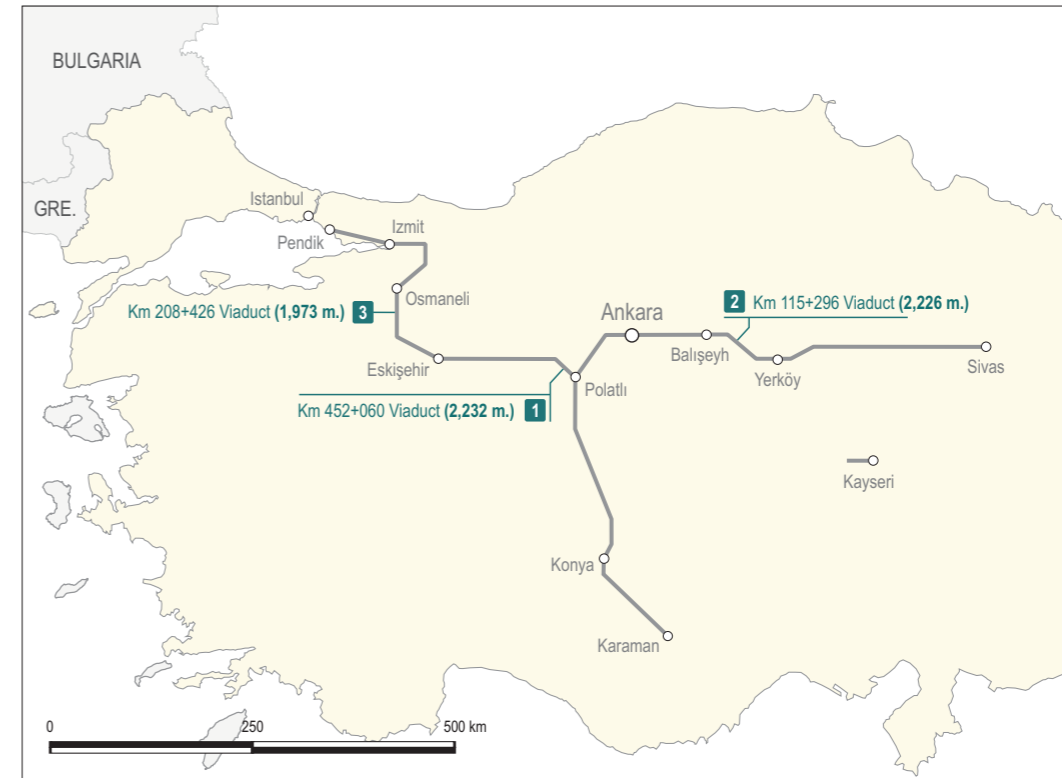 BULGARIA
GRE.
Istanbul
Pendik
Izmit
Osmaneli
Km 208+426 Viaduct (1,973 m.) 3
Eskişehir
Ankara
2 Km 115+296 Viaduct (2,226 m.)
Balışeyh
Yerköy
Sivas
Polatlı
Km 452+060 Viaduct (2,232 m.) 1
Kayseri
Konya
Karaman
0 250 500 km